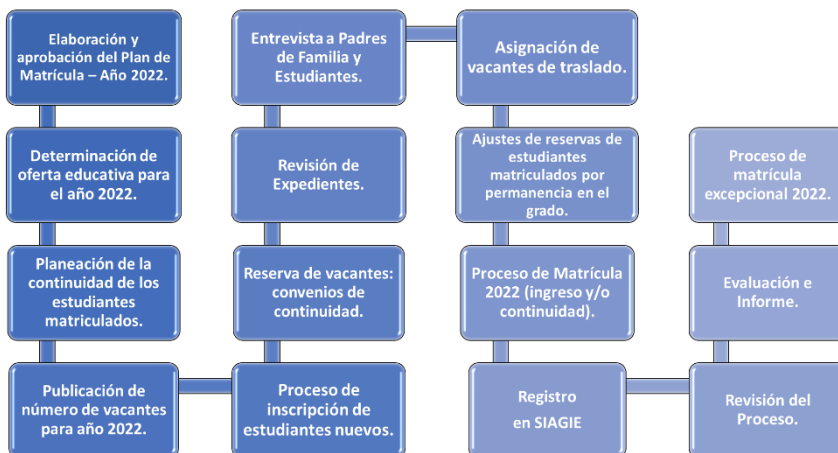 Elaboración y
aprobación del Plan de
Matrícula – Año 2022.
Determinación de
oferta educativa para
el año 2022.
Planeación de la
continuidad de los
estudiantes
matriculados.
Publicación de
número de vacantes
para año 2022.
Proceso de
inscripción de
estudiantes nuevos.
Reserva de vacantes:
convenios de
continuidad.
Revisión de
Expedientes.
Entrevista a Padres
de Familia y
Estudiantes.
Asignación de
vacantes de traslado.
Ajustes de reservas de
estudiantes
matriculados por
permanencia en el
grado.
Proceso de Matrícula
2022 (ingreso y/o
continuidad).
Registro
en SIAGIE
Revisión del
Proceso.
Evaluación e
Informe.
Proceso de
matrícula
excepcional 2022.